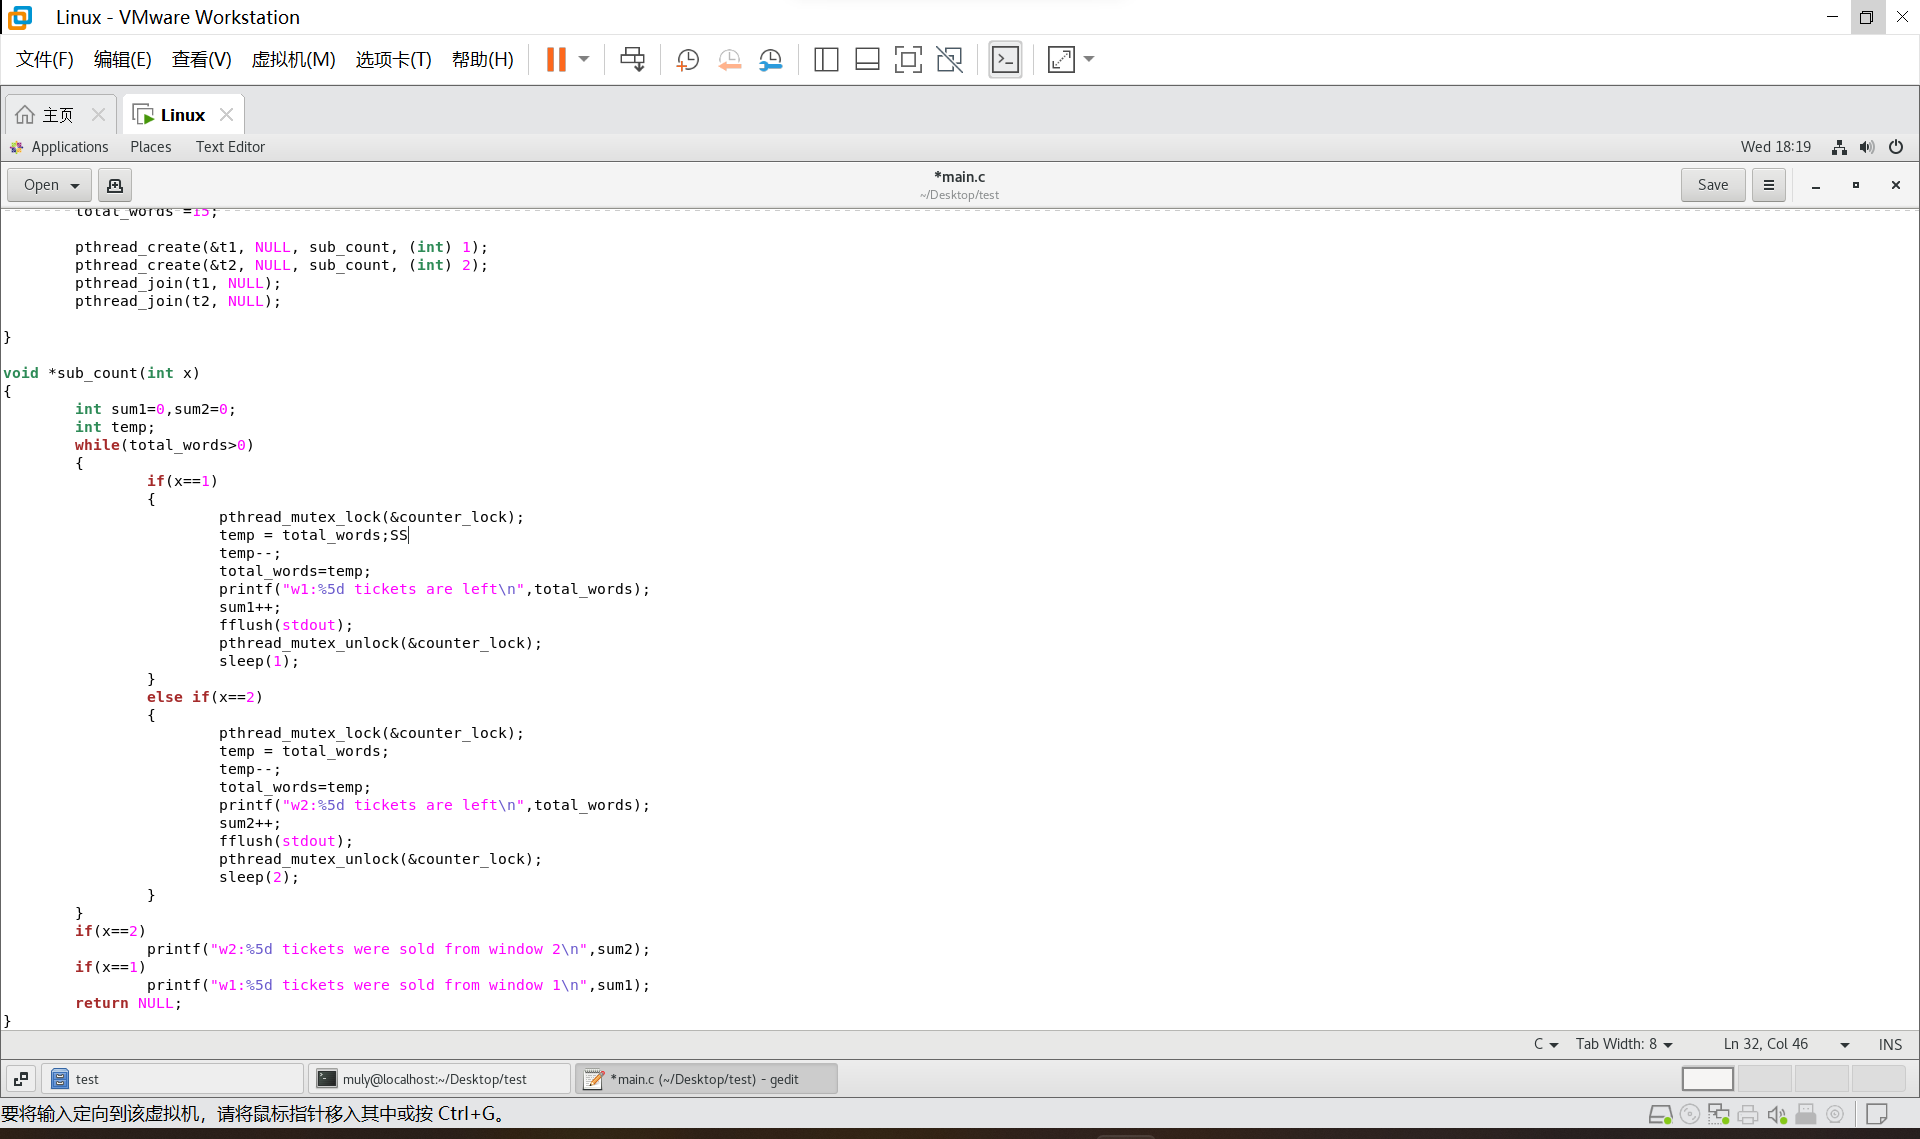 Linux - VMware Workstation
文件(F) 编辑(E) 查看(V) 虚拟机(M) 选项卡(T) 帮助(H)
主页 Linux
Applications Places Text Editor Wed 18:19
Open *main.c Save
~/Desktop/test
total_words =15;
pthread_create(&t1, NULL, sub_count, (int) 1);
pthread_create(&t2, NULL, sub_count, (int) 2);
pthread_join(t1, NULL);
pthread_join(t2, NULL);
}
void *sub_count(int x)
{
int sum1=0,sum2=0;
int temp;
while(total_words>0)
{
if(x==1)
{
pthread_mutex_lock(&counter_lock);
temp = total_words;SS
temp--;
total_words=temp;
printf("w1:%5d tickets are left\n",total_words);
sum1++;
fflush(stdout);
pthread_mutex_unlock(&counter_lock);
sleep(1);
}
else if(x==2)
{
pthread_mutex_lock(&counter_lock);
temp = total_words;
temp--;
total_words=temp;
printf("w2:%5d tickets are left\n",total_words);
sum2++;
fflush(stdout);
pthread_mutex_unlock(&counter_lock);
sleep(2);
}
}
if(x==2)
printf("w2:%5d tickets were sold from window 2\n",sum2);
if(x==1)
printf("w1:%5d tickets were sold from window 1\n",sum1);
return NULL;
}
C Tab Width: 8 Ln 32, Col 46 INS
test muly@localhost:~/Desktop/test *main.c (~/Desktop/test) - gedit
要将输入定向到该虚拟机，请将鼠标指针移入其中或按 Ctrl+G。